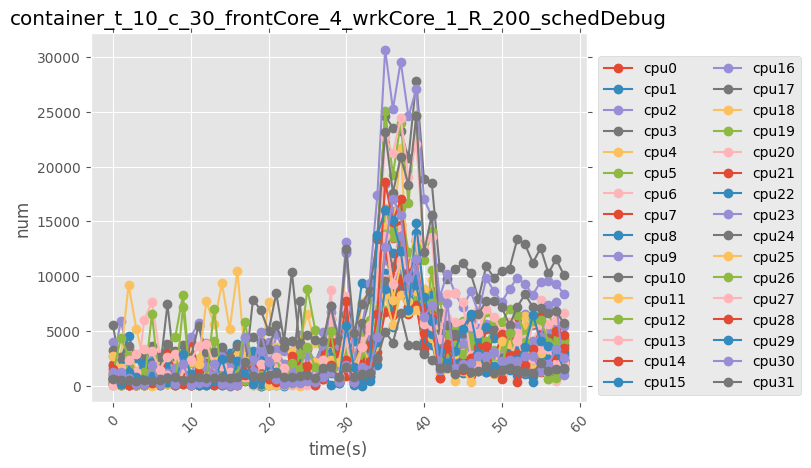 container_t_10_c_30_frontCore_4_wrkCore_1_R_200_schedDebug
30000
25000
20000
15000
10000
5000
0
num
0
10
20
30
40
50
60
time(s)
cpu0
cpu1
cpu2
cpu3
cpu4
cpu5
cpu6
cpu7
cpu8
cpu9
cpu10
cpu11
cpu12
cpu13
cpu14
cpu15
cpu16
cpu17
cpu18
cpu19
cpu20
cpu21
cpu22
cpu23
cpu24
cpu25
cpu26
cpu27
cpu28
cpu29
cpu30
cpu31